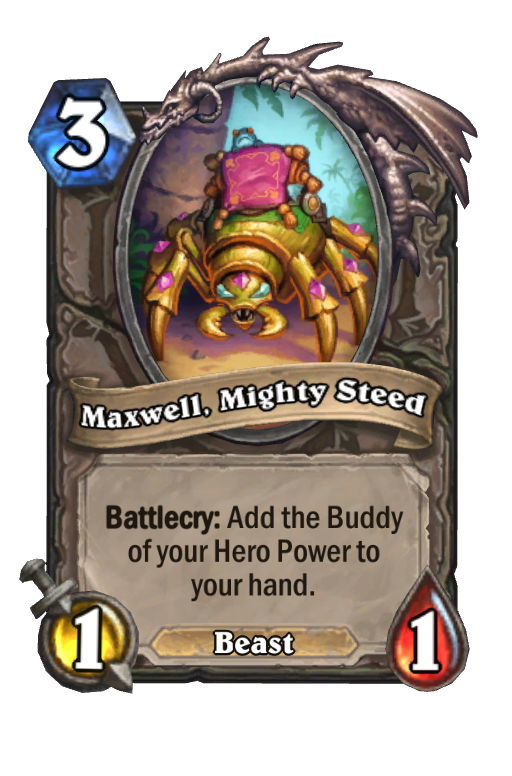 3
Maxwell, Mighty Steed
Battlecry: Add the Buddy
of your Hero Power to
your hand.
1
Beast
1